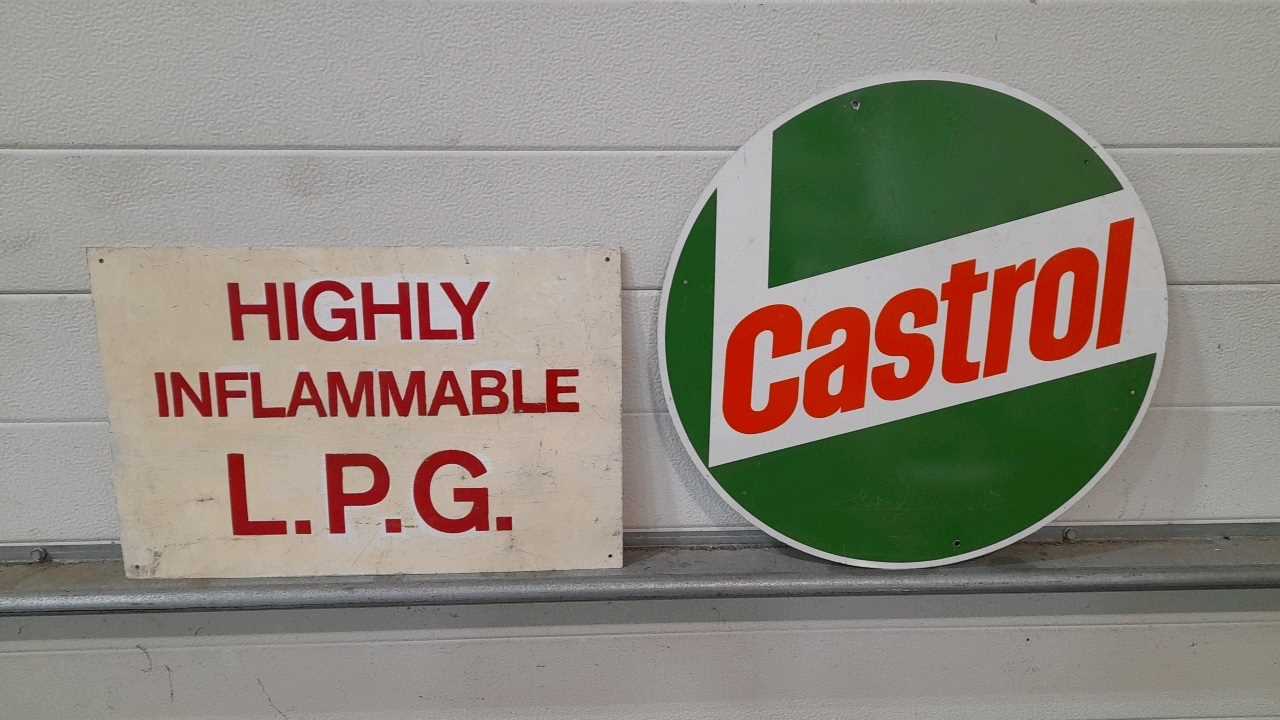 HIGHLY
INFLAMMABLE
L.P.G.
Castrol